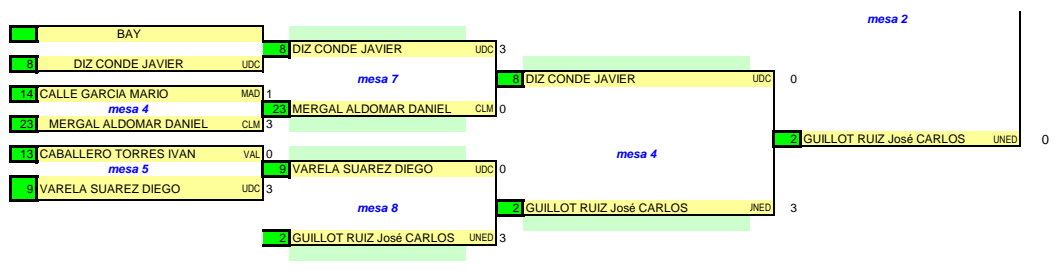 mesa 2
BAY
8 DIZ CONDE JAVIER UDC
8 DIZ CONDE JAVIER UDC 3
mesa 7
8 DIZ CONDE JAVIER UDC 0
14 CALLE GARCIA MARIO MAD 1
mesa 4
23 MERGAL ALDOMAR DANIEL CLM 0
23 MERGAL ALDOMAR DANIEL CLM 3
2 GUILLOT RUIZ José CARLOS UNED 0
13 CABALLERO TORRES IVAN VAL 0
mesa 4
mesa 5
9 VARELA SUAREZ DIEGO UDC 0
9 VARELA SUAREZ DIEGO UDC 3
mesa 8
2 GUILLOT RUIZ José CARLOS JNED 3
2 GUILLOT RUIZ José CARLOS UNED 3